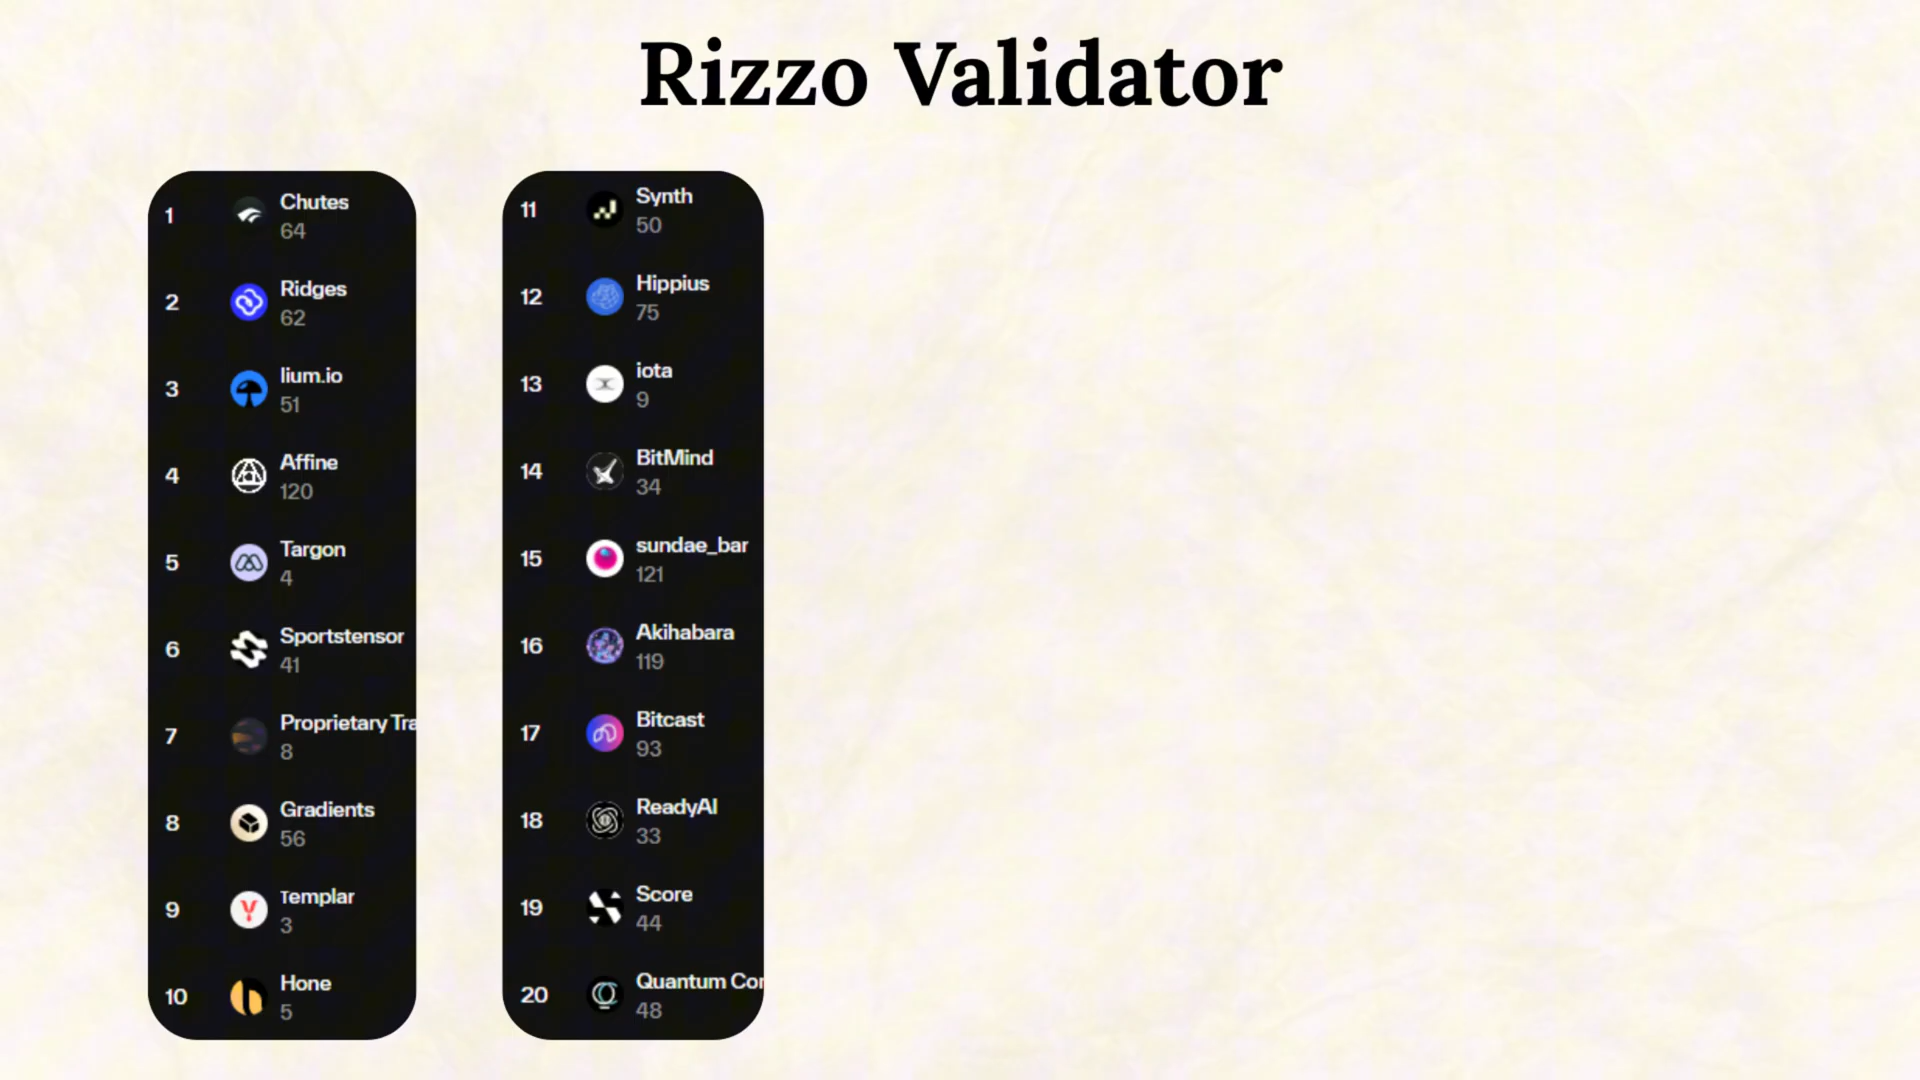 Rizzo Validator
1
Chutes
64
2
Ridges
62
3
lium.io
51
4
Affine
120
5
Targon
4
6
Sportstensor
41
7
Proprietary Tra
8
8
Gradients
56
9
τemplar
3
10
Hone
5
11
Synth
50
12
Hippius
75
13
iota
9
14
BitMind
34
15
sundae_bar
121
16
Akihabara
119
17
Bitcast
93
18
ReadyAI
33
19
Score
44
20
Quantum Cor
48